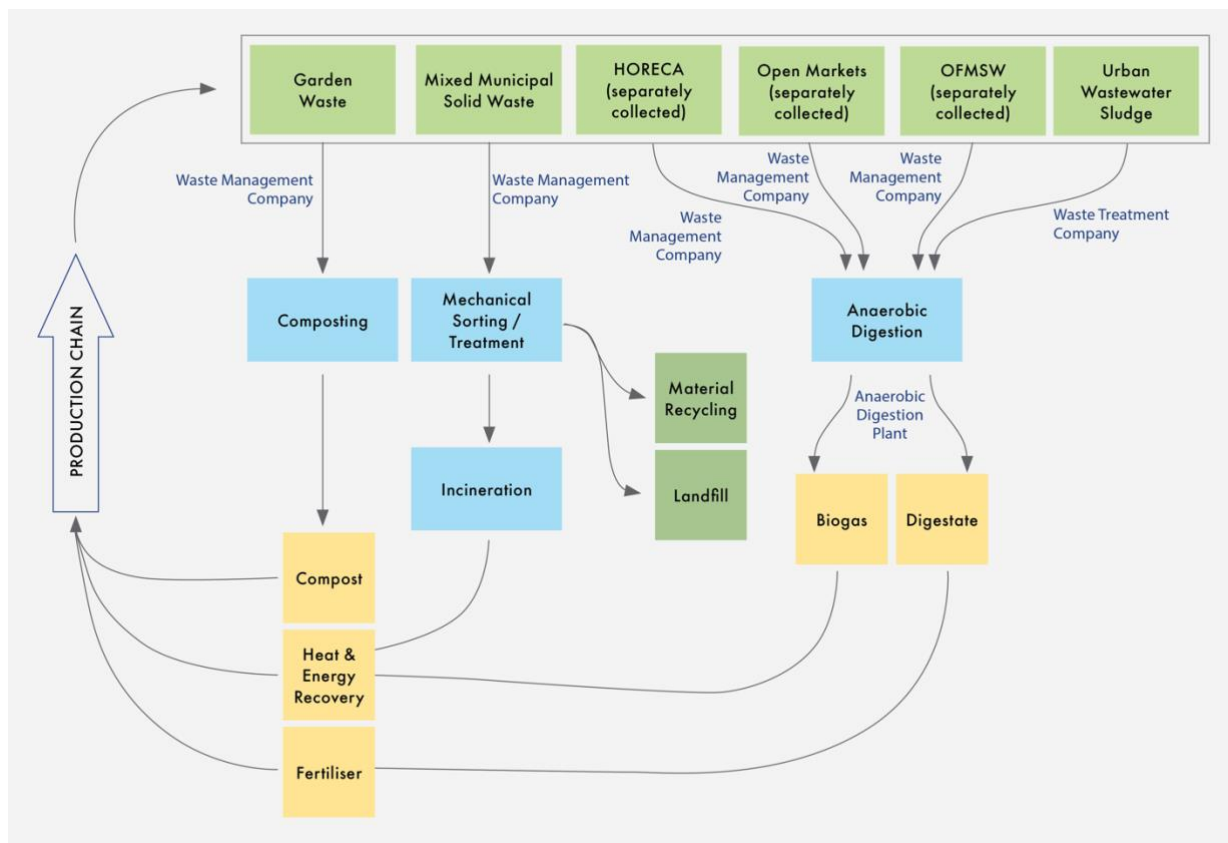 Garden
Waste
Mixed Municipal
Solid Waste
HORECA
(separately
collected)
Open Markets
(separately
collected)
OFMSW
(separately
collected)
Urban
Wastewater
Sludge
Waste Management
Company
Waste Management
Company
Waste
Management
Company
Waste
Management
Company
Waste
Management
Company
Waste Treatment
Company
PRODUCTION CHAIN
Composting
Mechanical
Sorting /
Treatment
Anaerobic
Digestion
Material
Recycling
Anaerobic
Digestion
Plant
Incineration
Landfill
Biogas
Digestate
Compost
Heat &
Energy
Recovery
Fertiliser